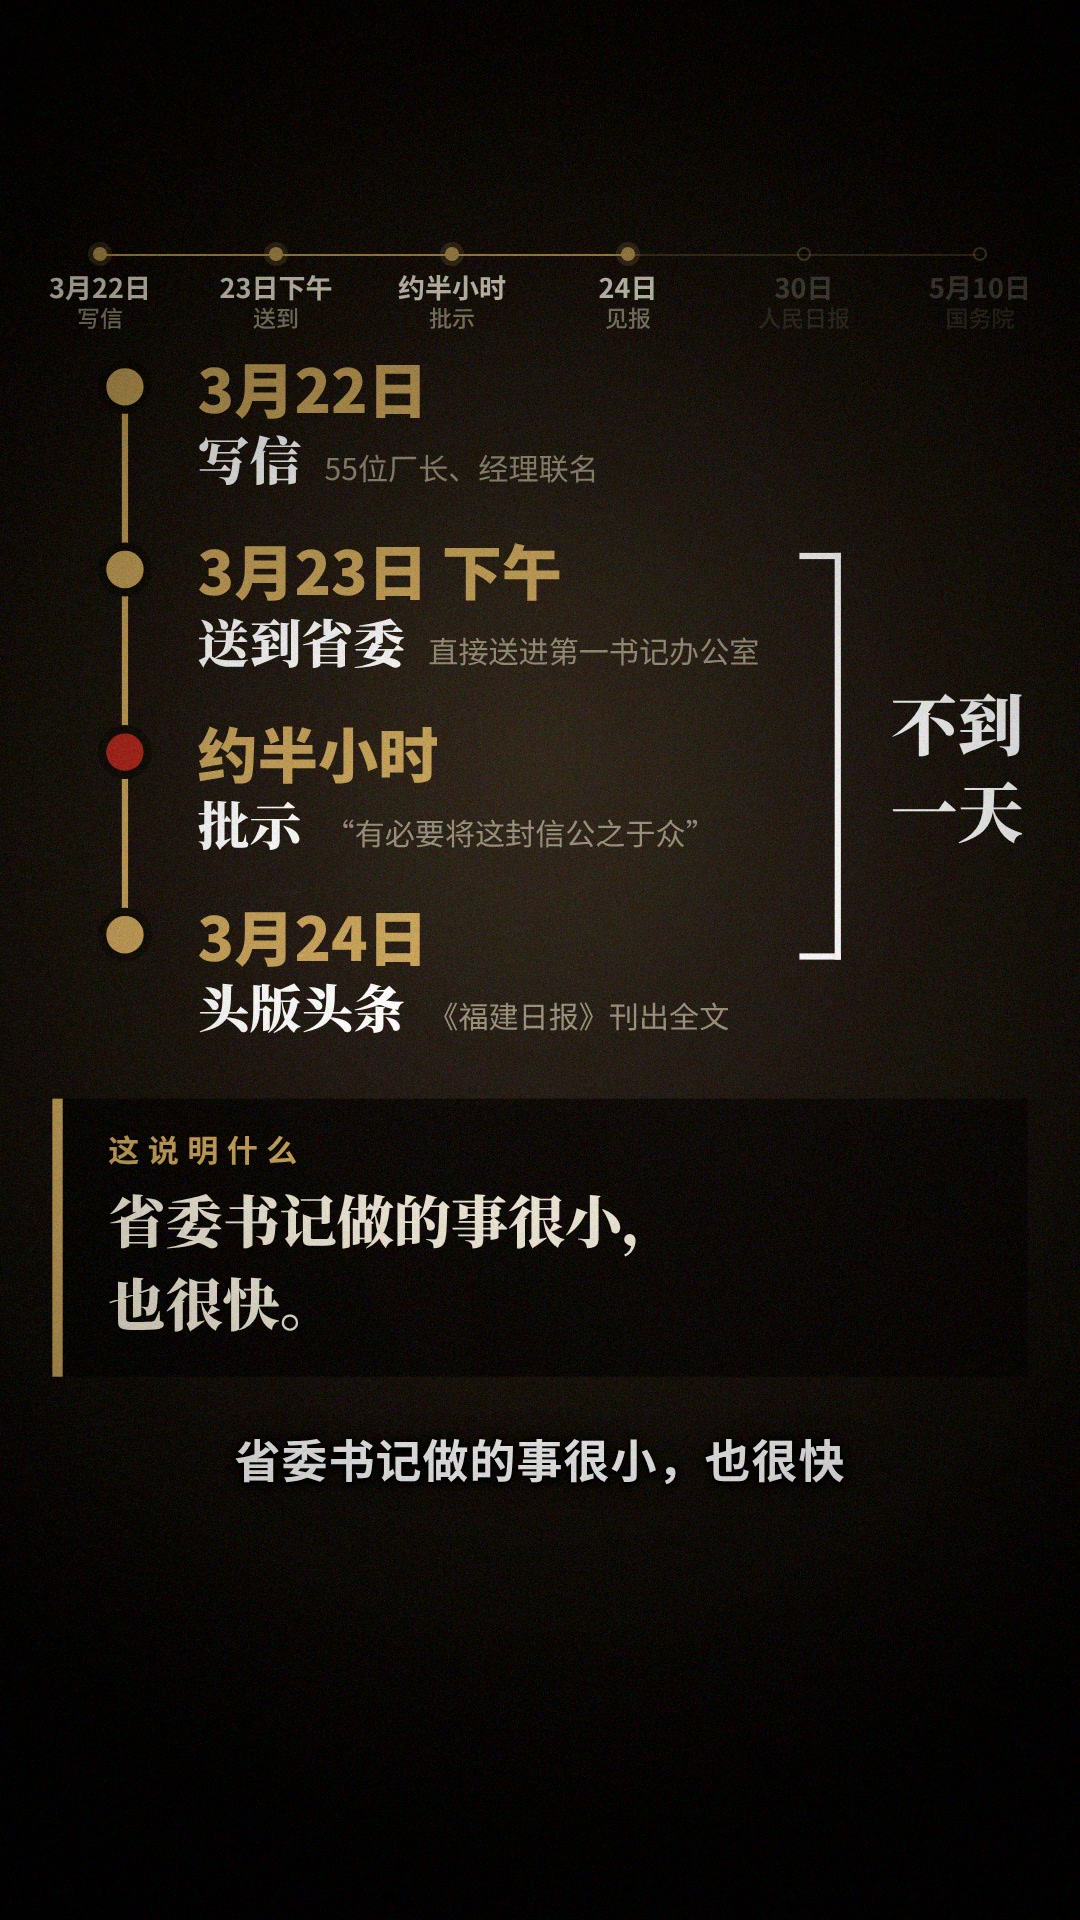 3月22日 23日下午 约半小时 24日 30日 5月10日
写信 送到 批示 见报 人民日报 国务院
3月22日
写信 55位厂长、经理联名
3月23日 下午
送到省委 直接送进第一书记办公室
约半小时
批示 “有必要将这封信公之于众”
3月24日
头版头条 《福建日报》刊出全文
不到
一天
这说明什么
省委书记做的事很小，
也很快。
省委书记做的事很小，也很快